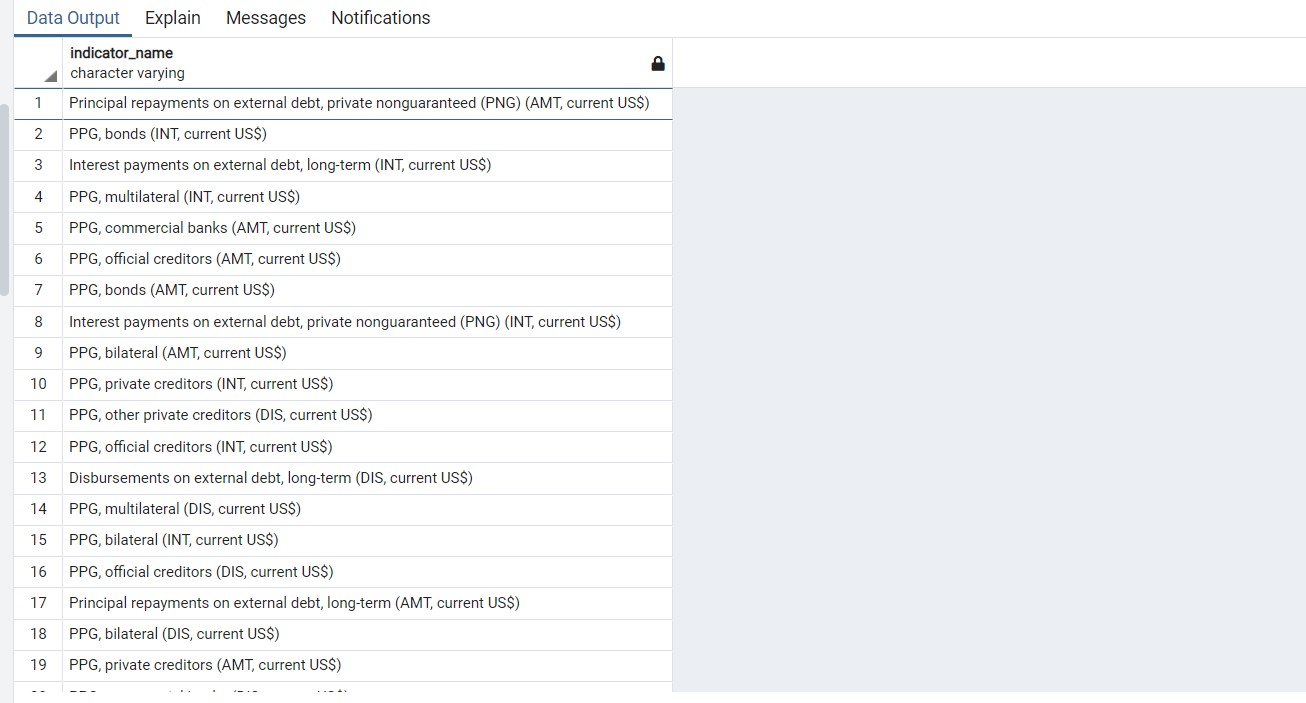 Data Output Explain Messages Notifications
indicator_name
character varying
1 Principal repayments on external debt, private nonguaranteed (PNG) (AMT, current US$)
2 PPG, bonds (INT, current US$)
3 Interest payments on external debt, long-term (INT, current US$)
4 PPG, multilateral (INT, current US$)
5 PPG, commercial banks (AMT, current US$)
6 PPG, official creditors (AMT, current US$)
7 PPG, bonds (AMT, current US$)
8 Interest payments on external debt, private nonguaranteed (PNG) (INT, current US$)
9 PPG, bilateral (AMT, current US$)
10 PPG, private creditors (INT, current US$)
11 PPG, other private creditors (DIS, current US$)
12 PPG, official creditors (INT, current US$)
13 Disbursements on external debt, long-term (DIS, current US$)
14 PPG, multilateral (DIS, current US$)
15 PPG, bilateral (INT, current US$)
16 PPG, official creditors (DIS, current US$)
17 Principal repayments on external debt, long-term (AMT, current US$)
18 PPG, bilateral (DIS, current US$)
19 PPG, private creditors (AMT, current US$)